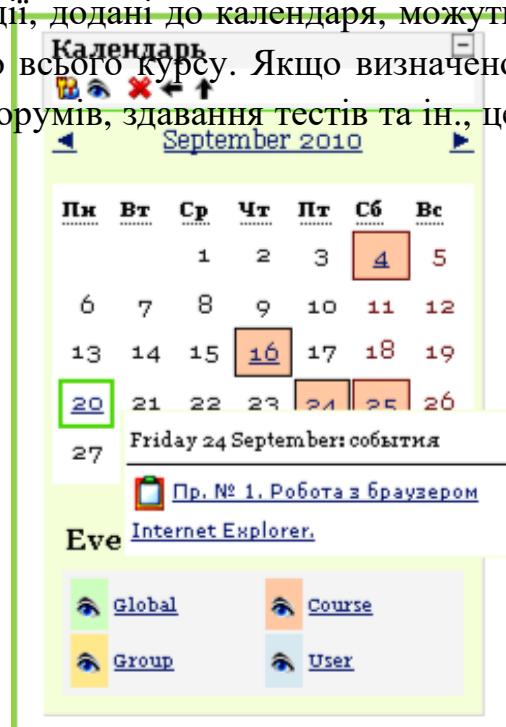 дії, додані до календаря, можуть
Календарь
о всього курсу. Якщо визначено
орумів, здавання тестів та ін., це
September 2010
Пн Вт Ср Чт Пт Сб Вс
1 2 3 4 5
6 7 8 9 10 11 12
13 14 15 16 17 18 19
20 21 22 23 24 25 26
27
Friday 24 September: события
Пр. № 1. Робота з браузером
Internet Explorer.
Eve
Global Course
Group User